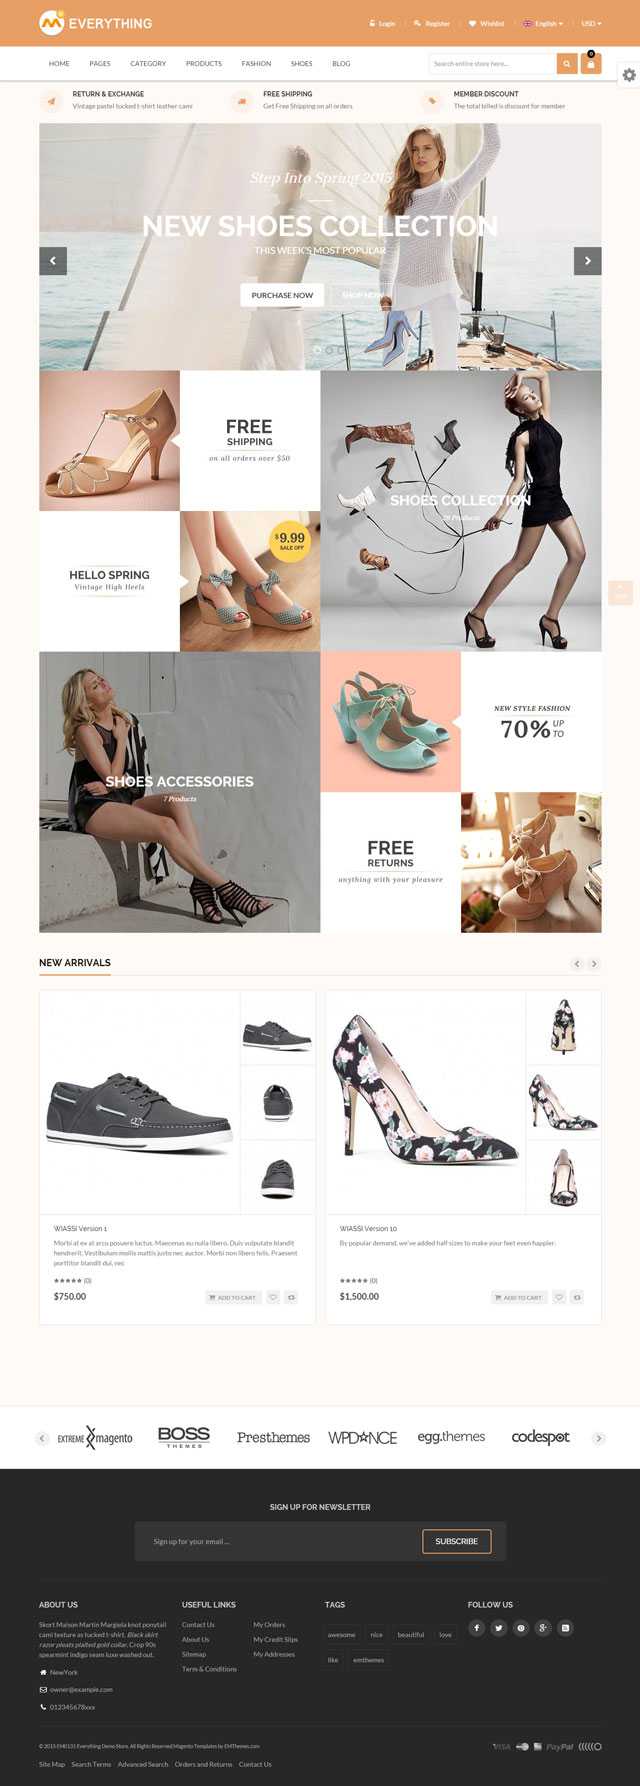 EVERYTHING
Login
Register
Wishlist
English
USD
HOME
PAGES
CATEGORY
PRODUCTS
FASHION
SHOES
BLOG
Search entire store here...
0
RETURN & EXCHANGE
Vintage pastel tucked t-shirt leather cami
FREE SHIPPING
Get Free Shipping on all orders
MEMBER DISCOUNT
The total billed is discount for member
Step Into Spring 2015
NEW SHOES COLLECTION
THIS WEEK'S MOST POPULAR
PURCHASE NOW
SHOP NOW
FREE
SHIPPING
on all orders over $50
SHOES COLLECTION
HELLO SPRING
Vintage High Heels
$9.99
SALE OFF
SHOES ACCESSORIES
7 Products
NEW STYLE FASHION
70% UP TO
FREE
RETURNS
anything with your pleasure
NEW ARRIVALS
WIASSI Version 1
Morbi at ex at arcu posuere luctus. Maecenas eu nulla libero. Duis vulputate blandit
hendrerit. Vestibulum mollis mattis justo nec auctor. Morbi non libero felis. Praesent
porttitor blandit dui, nec
(0)
$750.00
ADD TO CART
WIASSI Version 10
By popular demand, we've added half sizes to make your feet even happier.
(0)
$1,500.00
ADD TO CART
EXTREME magento
BOSS
THEMES
Presthemes
WPDANCE
egg.themes
codespot
SIGN UP FOR NEWSLETTER
Sign up for your email ...
SUBSCRIBE
ABOUT US
Skort Maison Martin Margiela knot ponytail
cami texture as tucked t-shirt. Black skirt
razor pleats plaited gold collar. Crop 90s
spearmint indigo seam luxe washed out.
NewYork
owner@example.com
012345678xxx
USEFUL LINKS
Contact Us
About Us
Sitemap
Term & Conditions
My Orders
My Credit Slips
My Addresses
TAGS
awesome
nice
beautiful
love
like
emthemes
FOLLOW US
© 2015 EM0131 Everything Demo Store. All Rights Reserved Magento Templates by EMThemes.com
VISA
PayPal
Site Map
Search Terms
Advanced Search
Orders and Returns
Contact Us